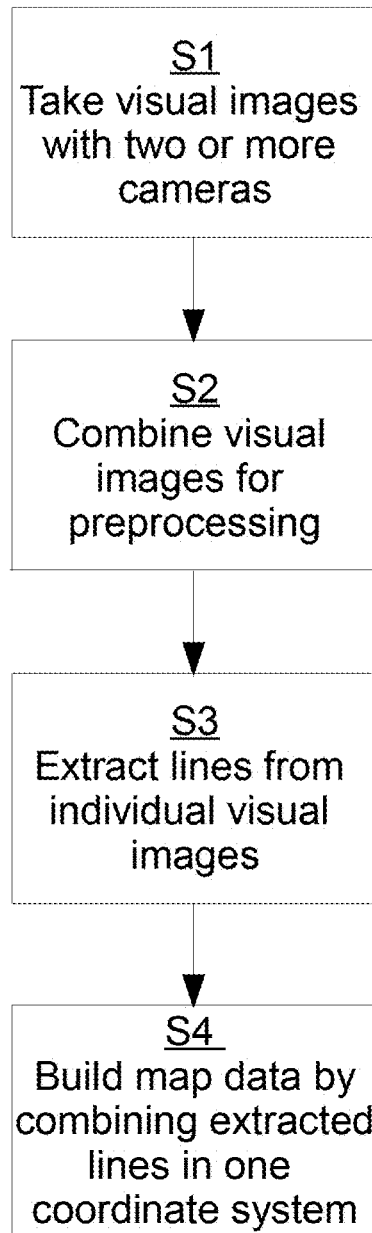 S1
Take visual images
with two or more
cameras
S2
Combine visual
images for
preprocessing
S3
Extract lines from
individual visual
images
S4
Build map data by
combining extracted
lines in one
coordinate system